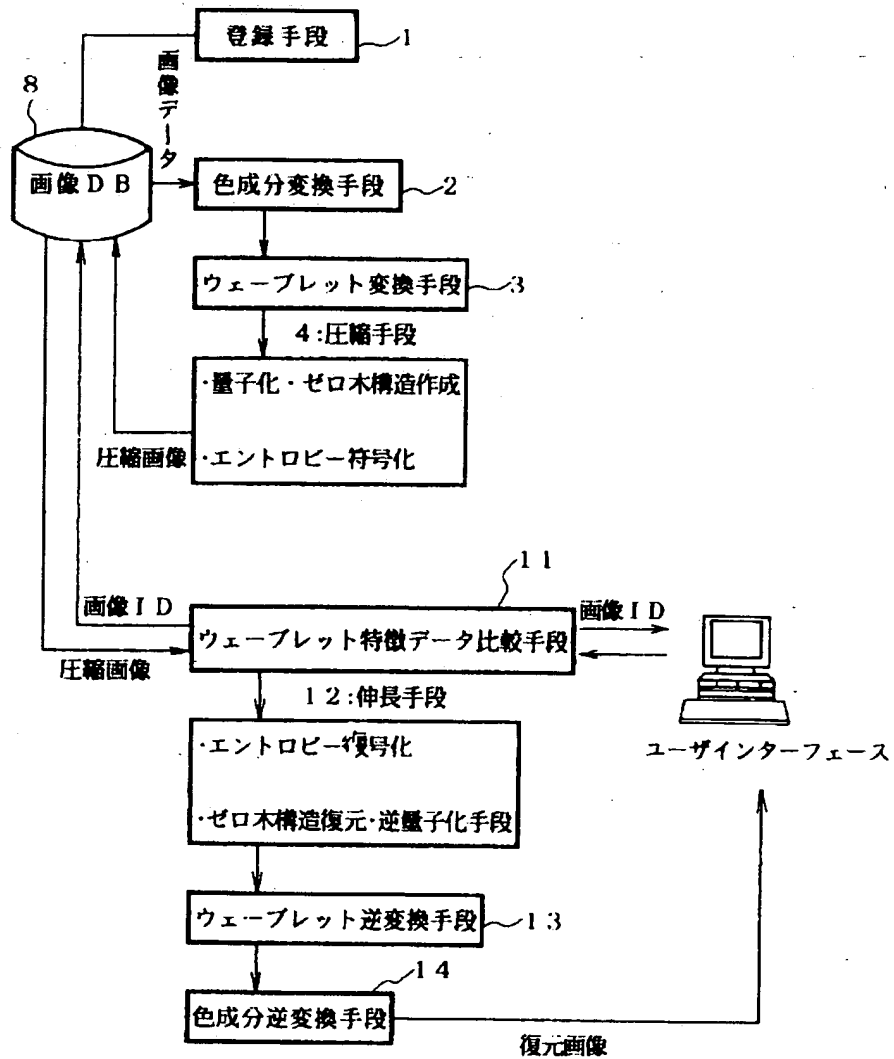 登録手段
1
画像データ
8
画像DB
色成分変換手段
2
ウェーブレット変換手段
3
4:圧縮手段
・量子化・ゼロ木構造作成
・エントロピー符号化
圧縮画像
11
画像ID
ウェーブレット特徴データ比較手段
画像ID
圧縮画像
12:伸長手段
・エントロピー復号化
・ゼロ木構造復元・逆量子化手段
ユーザインターフェース
ウェーブレット逆変換手段
13
14
色成分逆変換手段
復元画像